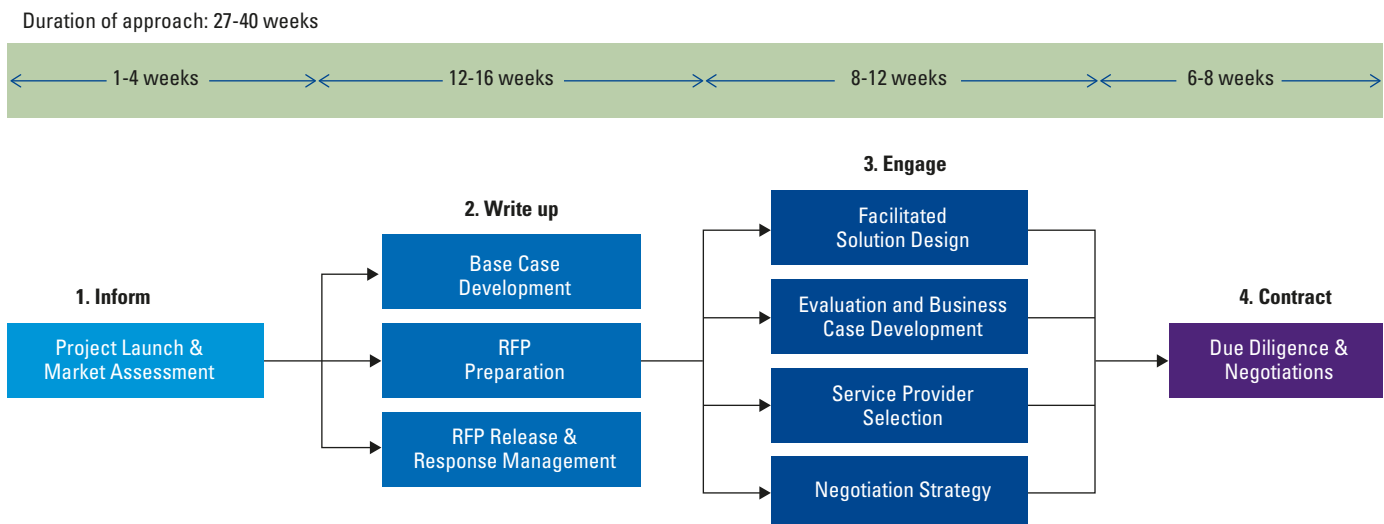 Duration of approach: 27-40 weeks
1-4 weeks
12-16 weeks
8-12 weeks
6-8 weeks
1. Inform
Project Launch &
Market Assessment
2. Write up
Base Case
Development
RFP
Preparation
RFP Release &
Response Management
3. Engage
Facilitated
Solution Design
Evaluation and Business
Case Development
Service Provider
Selection
Negotiation Strategy
4. Contract
Due Diligence &
Negotiations